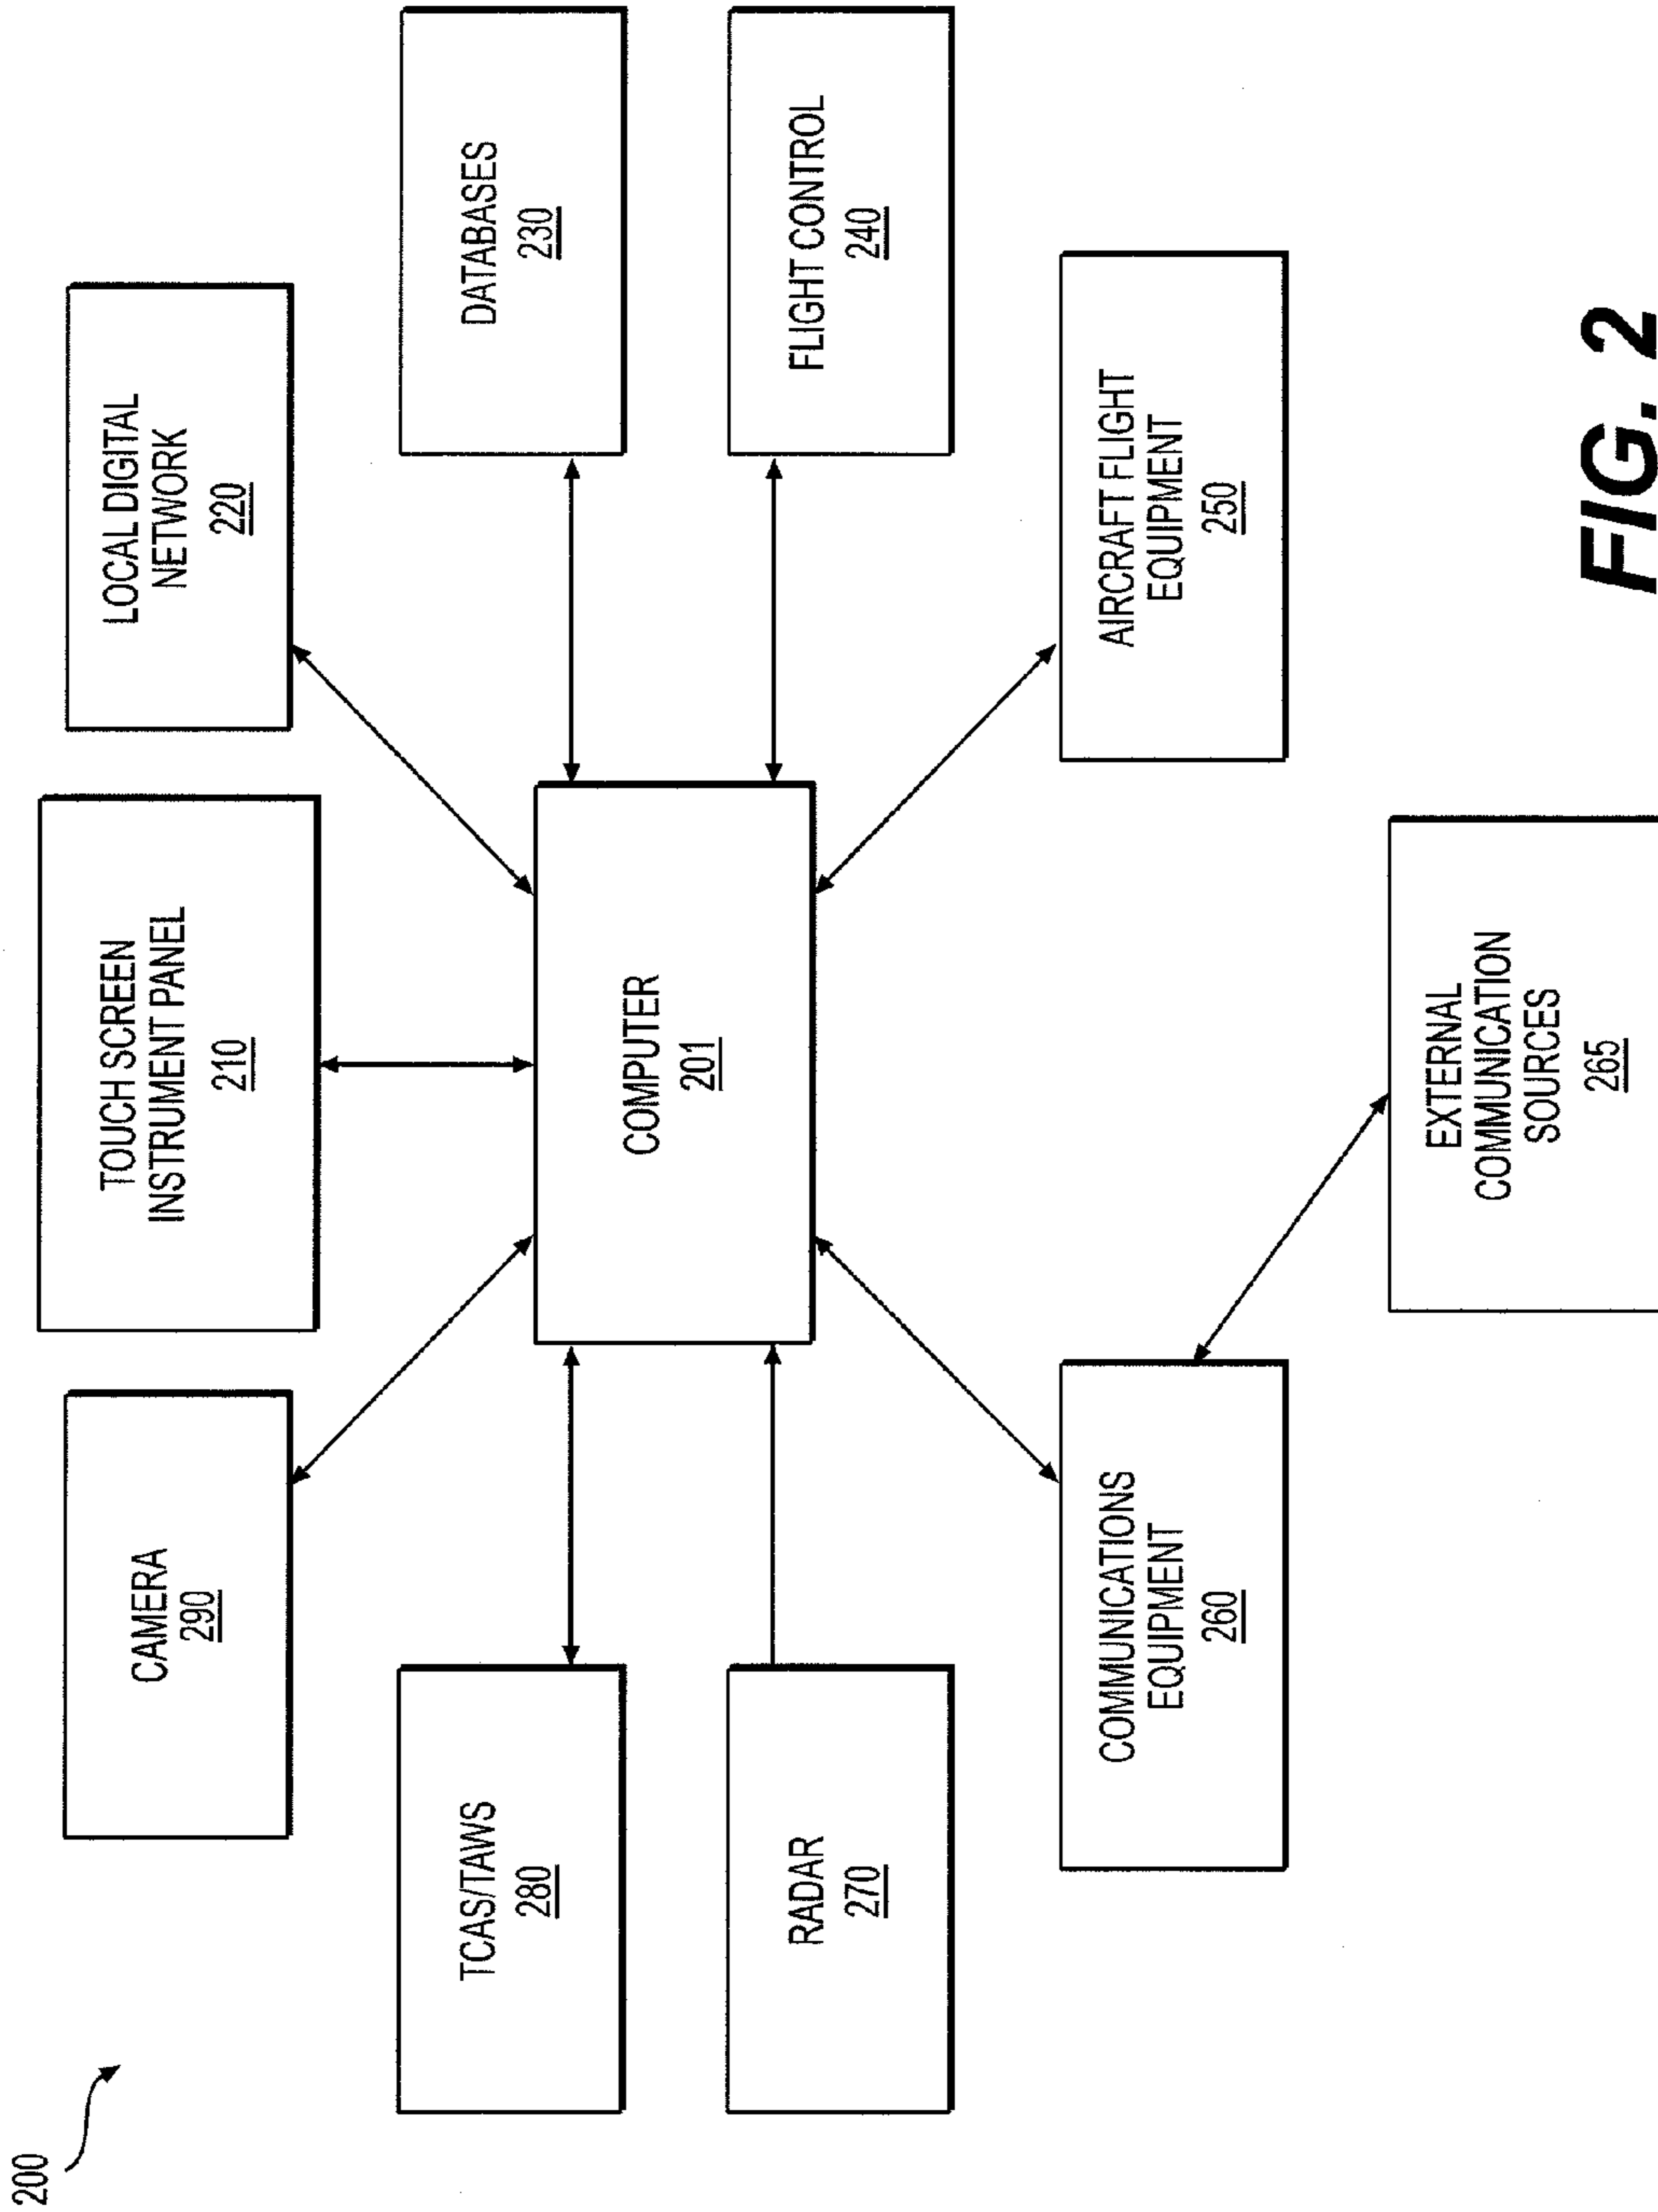 200
CAMERA
290
TOUCH SCREEN
INSTRUMENT PANEL
210
LOCAL DIGITAL
NETWORK
220
TCAS/TAWS
280
COMPUTER
201
DATABASES
230
RADAR
270
FLIGHT CONTROL
240
COMMUNICATIONS
EQUIPMENT
260
AIRCRAFT FLIGHT
EQUIPMENT
250
EXTERNAL
COMMUNICATION
SOURCES
265
FIG. 2